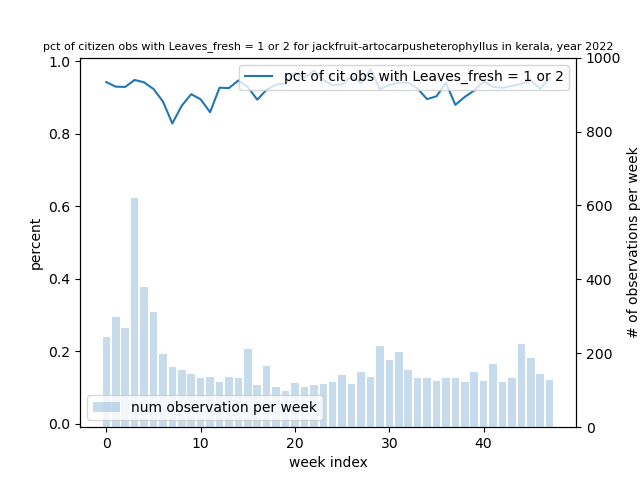 pct of citizen obs with Leaves_fresh = 1 or 2 for jackfruit-artocarpusheterophyllus in kerala, year 2022
pct of cit obs with Leaves_fresh = 1 or 2
num observation per week
percent
1.0
0.8
0.6
0.4
0.2
0.0
1000
800
600
400
200
0
# of observations per week
0 10 20 30 40
week index